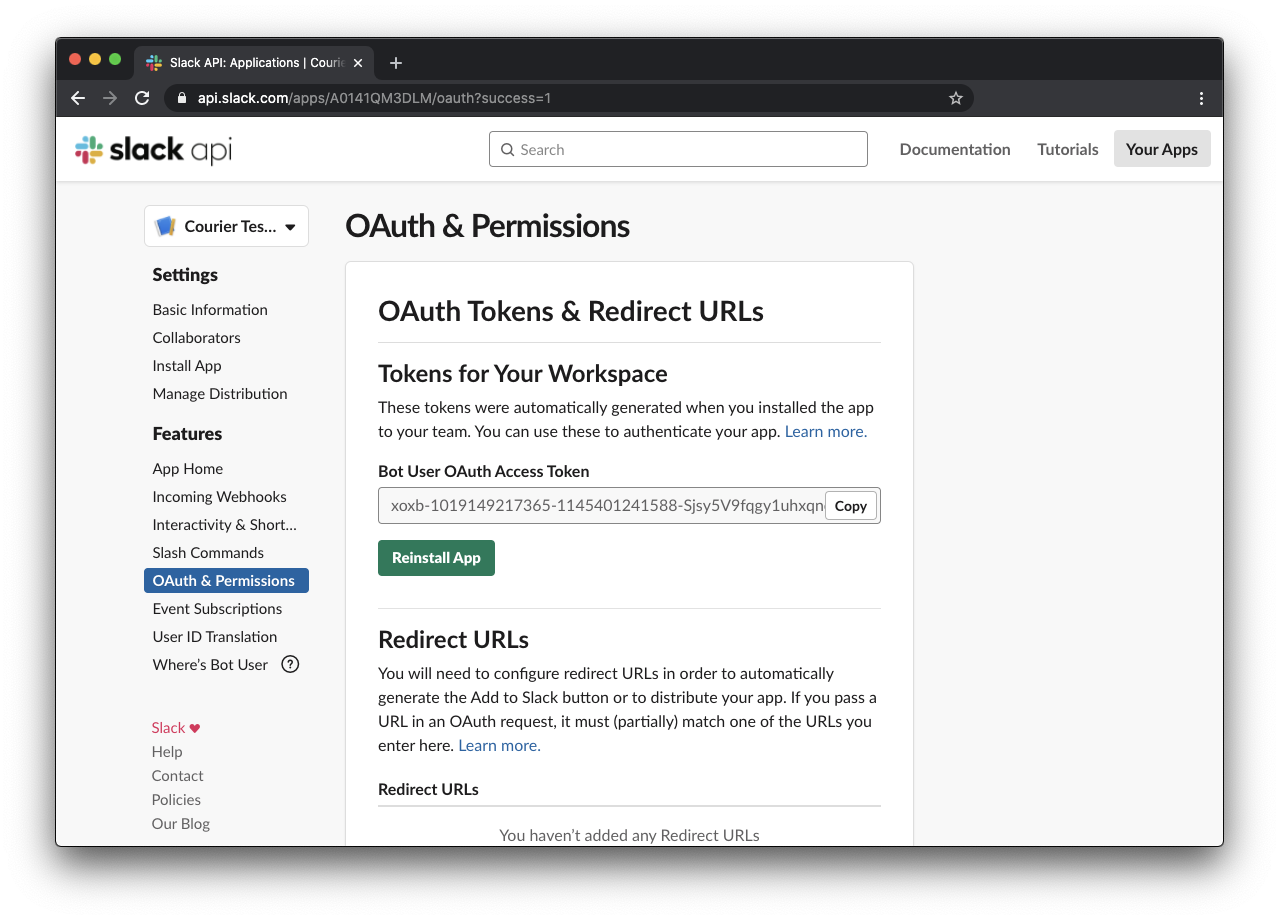 Slack API: Applications | Courie
api.slack.com/apps/A0141QM3DLM/oauth?success=1
slack api
Search
Documentation
Tutorials
Your Apps
Courier Tes...
Settings
Basic Information
Collaborators
Install App
Manage Distribution
Features
App Home
Incoming Webhooks
Interactivity & Short...
Slash Commands
OAuth & Permissions
Event Subscriptions
User ID Translation
Where's Bot User ?
Slack ♥
Help
Contact
Policies
Our Blog
OAuth & Permissions
OAuth Tokens & Redirect URLs
Tokens for Your Workspace
These tokens were automatically generated when you installed the app
to your team. You can use these to authenticate your app. Learn more.
Bot User OAuth Access Token
xoxb-1019149217365-1145401241588-Sjsy5V9fqgy1uhxqn
Copy
Reinstall App
Redirect URLs
You will need to configure redirect URLs in order to automatically
generate the Add to Slack button or to distribute your app. If you pass a
URL in an OAuth request, it must (partially) match one of the URLs you
enter here. Learn more.
Redirect URLs
You haven't added any Redirect URLs